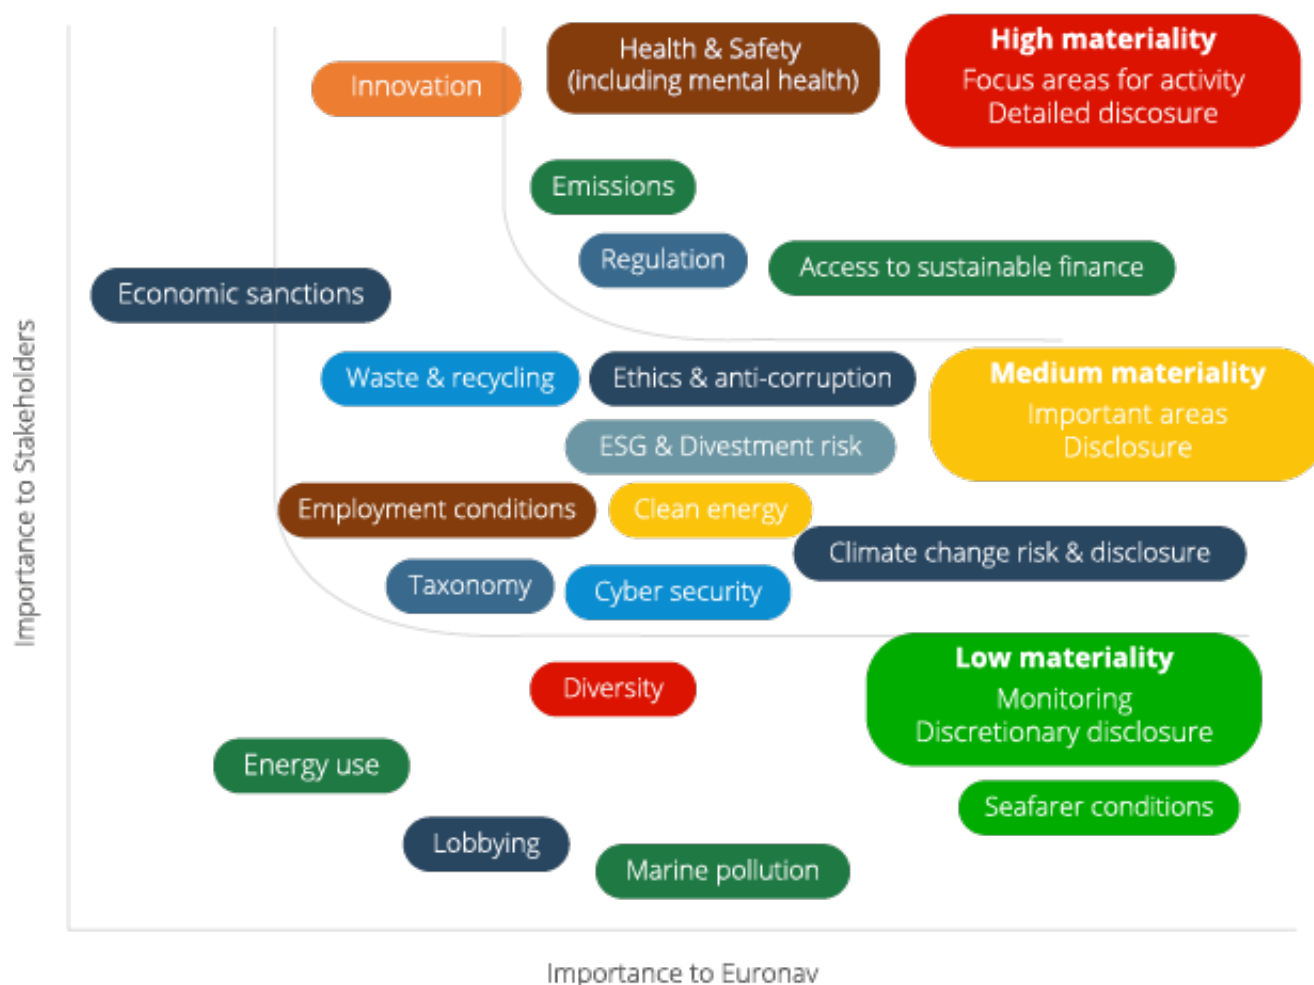 High materiality
Focus areas for activity
Detailed discosure
Health & Safety
(including mental health)
Innovation
Emissions
Regulation
Access to sustainable finance
Economic sanctions
Waste & recycling
Ethics & anti-corruption
Medium materiality
Important areas
Disclosure
ESG & Divestment risk
Employment conditions
Clean energy
Climate change risk & disclosure
Taxonomy
Cyber security
Low materiality
Monitoring
Discretionary disclosure
Diversity
Energy use
Seafarer conditions
Lobbying
Marine pollution
Importance to Stakeholders
Importance to Euronav